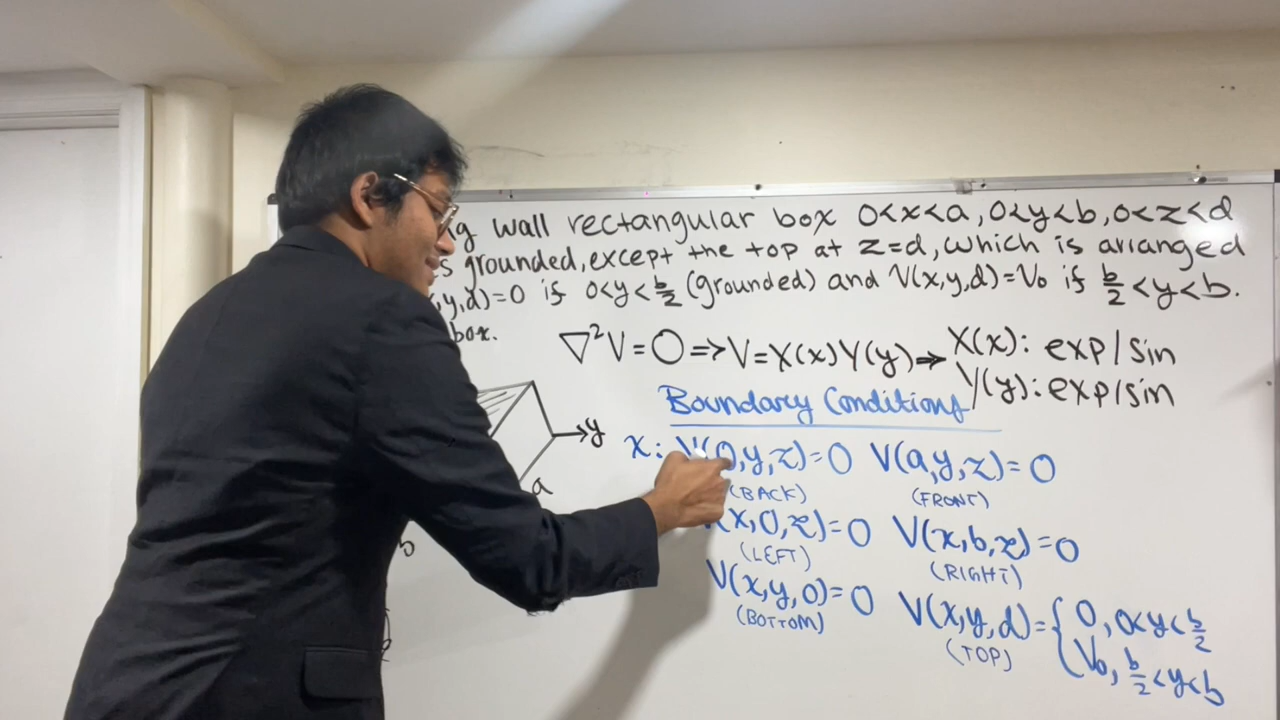 wall rectangular box 0<x<a, 0<y<b, 0<z<d
grounded, except the top at z=d, which is arranged
y,d)=0 if 0<y<b/2 (grounded) and V(x,y,d)=V₀ if b/2<y<b.
box.
∇²V=0⇒V=X(x)Y(y)→ X(x): exp/sin
Y(y): exp/sin
Boundary Conditions
y
x: V(0,y,z)=0 V(a,y,z)=0
(BACK) (FRONT)
a
(x,0,z)=0 V(x,b,z)=0
b
(LEFT) (RIGHT)
V(x,y,0)=0 V(x,y,d)={0, 0<y<b/2
(BOTTOM) (TOP)
V₀, b/2<y<b